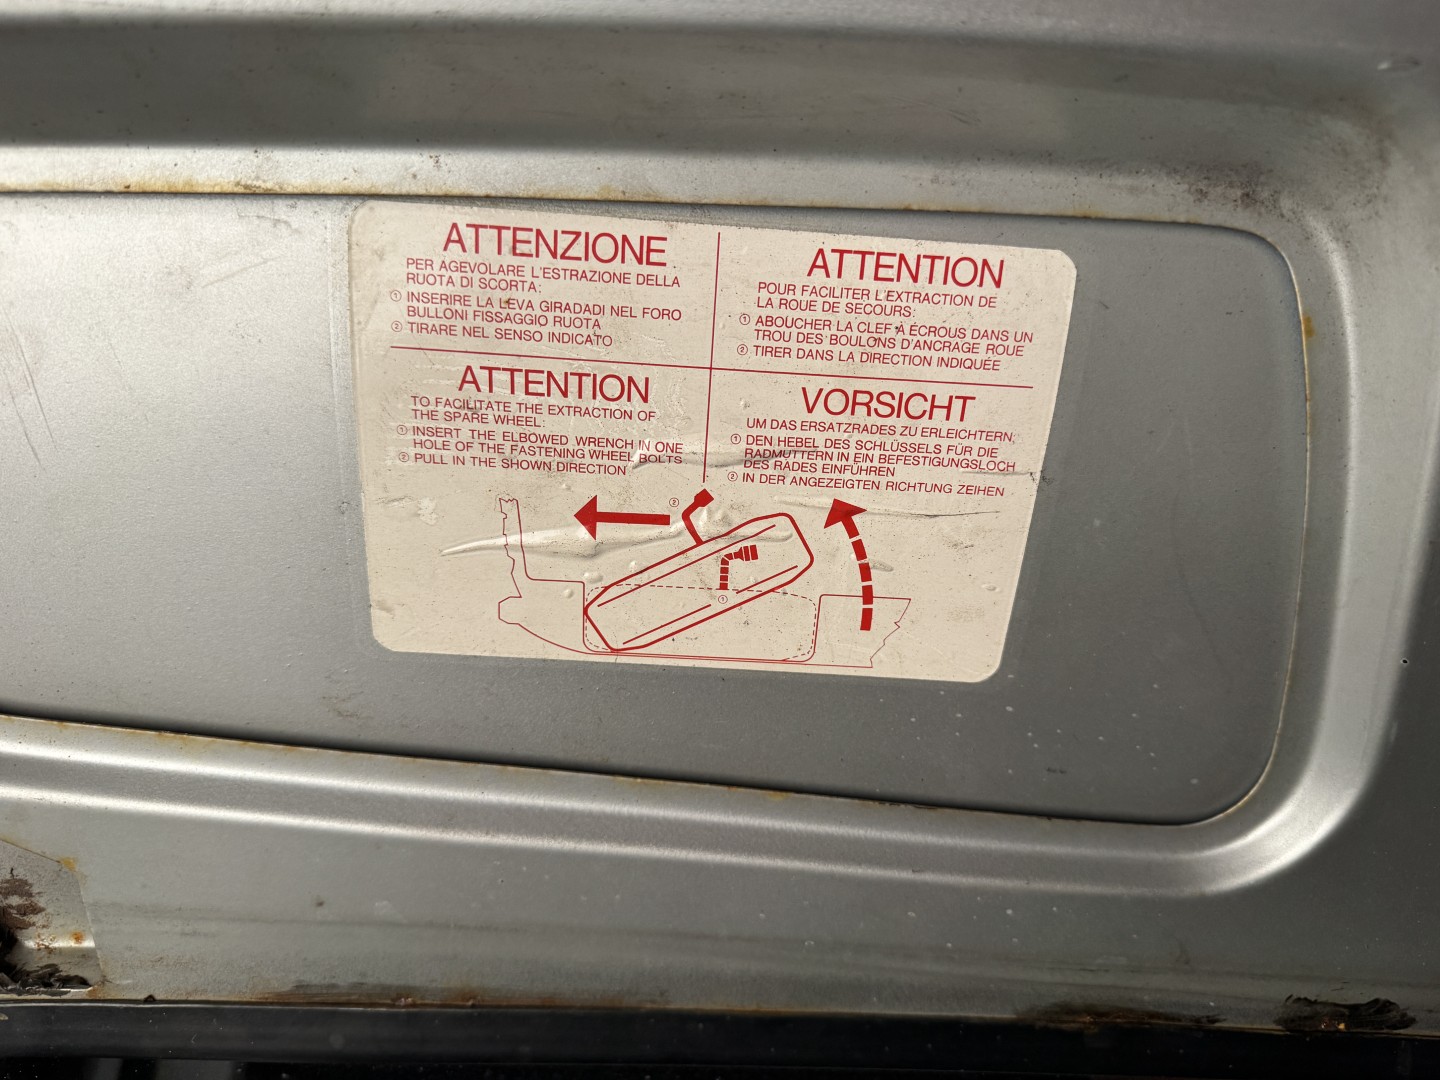 ATTENZIONE
PER AGEVOLARE L'ESTRAZIONE DELLA
RUOTA DI SCORTA:
① INSERIRE LA LEVA GIRADADI NEL FORO
BULLONI FISSAGGIO RUOTA
② TIRARE NEL SENSO INDICATO
ATTENTION
POUR FACILITER L'EXTRACTION DE
LA ROUE DE SECOURS:
① ABOUCHER LA CLEF À ÉCROUS DANS UN
TROU DES BOULONS D'ANCRAGE ROUE
② TIRER DANS LA DIRECTION INDIQUÉE
ATTENTION
TO FACILITATE THE EXTRACTION OF
THE SPARE WHEEL:
① INSERT THE ELBOWED WRENCH IN ONE
HOLE OF THE FASTENING WHEEL BOLTS
② PULL IN THE SHOWN DIRECTION
VORSICHT
UM DAS ERSATZRADES ZU ERLEICHTERN,
① DEN HEBEL DES SCHLÜSSELS FÜR DIE
RADMUTTERN IN EIN BEFESTIGUNGSLOCH
DES RADES EINFÜHREN
② IN DER ANGEZEIGTEN RICHTUNG ZEIHEN
②
①